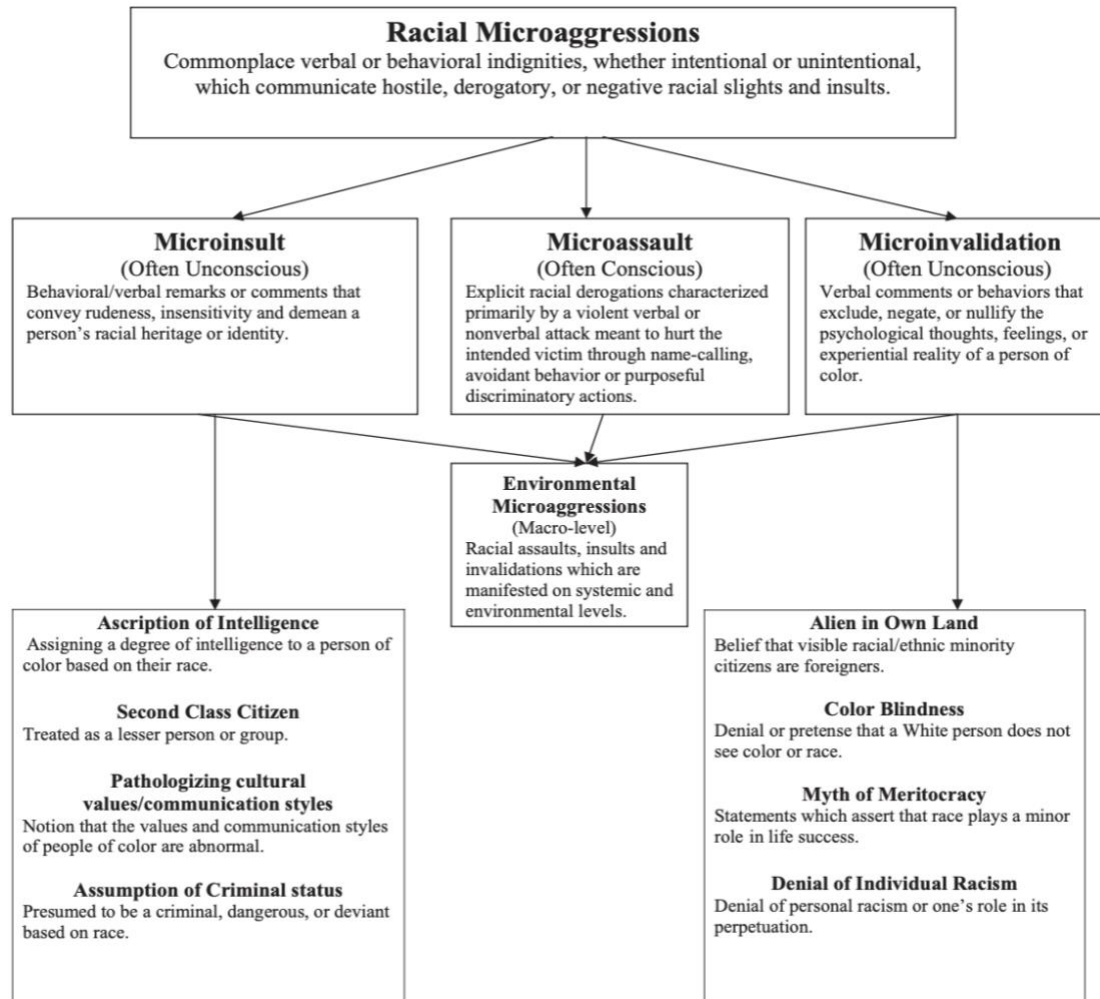 Racial Microaggressions
Commonplace verbal or behavioral indignities, whether intentional or unintentional,
which communicate hostile, derogatory, or negative racial slights and insults.
Microinsult
(Often Unconscious)
Behavioral/verbal remarks or comments that
convey rudeness, insensitivity and demean a
person's racial heritage or identity.
Microassault
(Often Conscious)
Explicit racial derogations characterized
primarily by a violent verbal or
nonverbal attack meant to hurt the
intended victim through name-calling,
avoidant behavior or purposeful
discriminatory actions.
Microinvalidation
(Often Unconscious)
Verbal comments or behaviors that
exclude, negate, or nullify the
psychological thoughts, feelings, or
experiential reality of a person of
color.
Environmental
Microaggressions
(Macro-level)
Racial assaults, insults and
invalidations which are
manifested on systemic and
environmental levels.
Ascription of Intelligence
Assigning a degree of intelligence to a person of
color based on their race.
Second Class Citizen
Treated as a lesser person or group.
Pathologizing cultural
values/communication styles
Notion that the values and communication styles
of people of color are abnormal.
Assumption of Criminal status
Presumed to be a criminal, dangerous, or deviant
based on race.
Alien in Own Land
Belief that visible racial/ethnic minority
citizens are foreigners.
Color Blindness
Denial or pretense that a White person does not
see color or race.
Myth of Meritocracy
Statements which assert that race plays a minor
role in life success.
Denial of Individual Racism
Denial of personal racism or one's role in its
perpetuation.